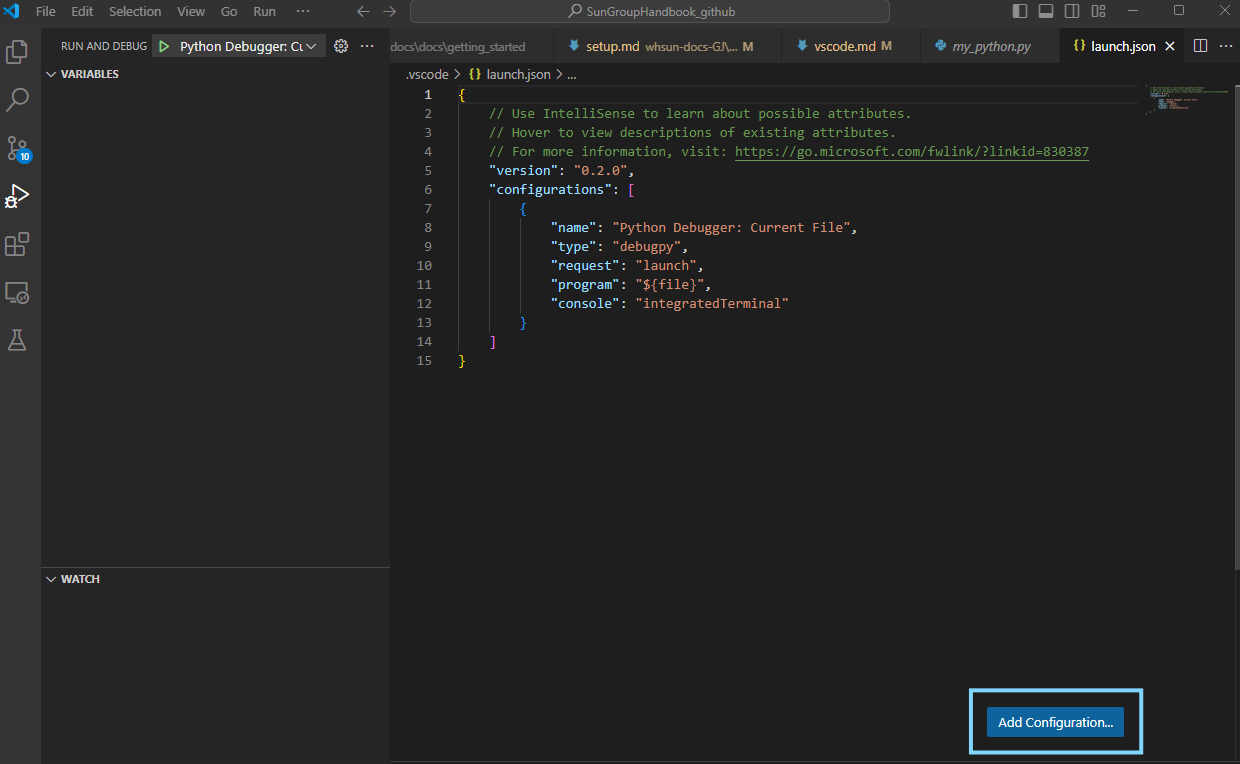 File Edit Selection View Go Run ···
SunGroupHandbook_github
RUN AND DEBUG Python Debugger: Cu ···
docs\docs\getting_started
setup.md whsun-docs-GJ\... M
vscode.md M
my_python.py
{} launch.json ···
VARIABLES
.vscode > {} launch.json > ...
1 {
2 // Use IntelliSense to learn about possible attributes.
3 // Hover to view descriptions of existing attributes.
4 // For more information, visit: https://go.microsoft.com/fwlink/?linkid=830387
5 "version": "0.2.0",
6 "configurations": [
7 {
8 "name": "Python Debugger: Current File",
9 "type": "debugpy",
10 "request": "launch",
11 "program": "${file}",
12 "console": "integratedTerminal"
13 }
14 ]
15 }
10
WATCH
Add Configuration...